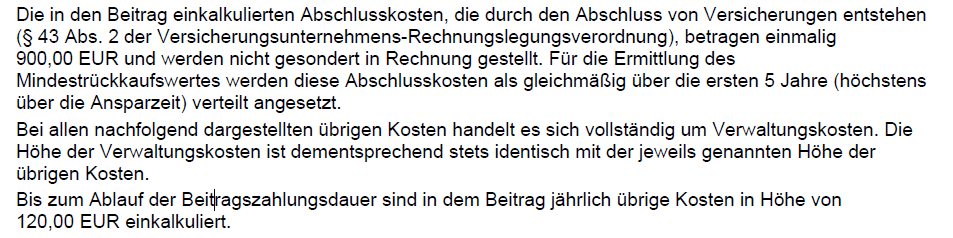 Die in den Beitrag einkalkulierten Abschlusskosten, die durch den Abschluss von Versicherungen entstehen
(§ 43 Abs. 2 der Versicherungsunternehmens-Rechnungslegungsverordnung), betragen einmalig
900,00 EUR und werden nicht gesondert in Rechnung gestellt. Für die Ermittlung des
Mindestrückkaufswertes werden diese Abschlusskosten als gleichmäßig über die ersten 5 Jahre (höchstens
über die Ansparzeit) verteilt angesetzt.
Bei allen nachfolgend dargestellten übrigen Kosten handelt es sich vollständig um Verwaltungskosten. Die
Höhe der Verwaltungskosten ist dementsprechend stets identisch mit der jeweils genannten Höhe der
übrigen Kosten.
Bis zum Ablauf der Beitragszahlungsdauer sind in dem Beitrag jährlich übrige Kosten in Höhe von
120,00 EUR einkalkuliert.